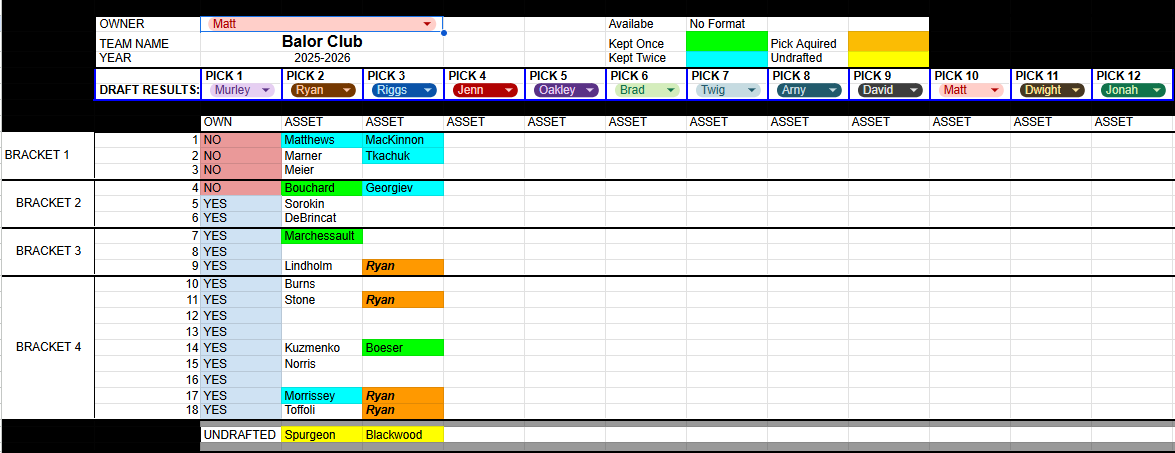 OWNER Matt Availabe No Format
TEAM NAME Balor Club Kept Once Pick Aquired
YEAR 2025-2026 Kept Twice Undrafted
PICK 1 PICK 2 PICK 3 PICK 4 PICK 5 PICK 6 PICK 7 PICK 8 PICK 9 PICK 10 PICK 11 PICK 12
DRAFT RESULTS: Murley Ryan Riggs Jenn Oakley Brad Twig Amy David Matt Dwight Jonah
OWN ASSET ASSET ASSET ASSET ASSET ASSET ASSET ASSET ASSET ASSET ASSET
1 NO Matthews MacKinnon
BRACKET 1 2 NO Marner Tkachuk
3 NO Meier
4 NO Bouchard Georgiev
BRACKET 2 5 YES Sorokin
6 YES DeBrincat
7 YES Marchessault
BRACKET 3 8 YES
9 YES Lindholm Ryan
10 YES Burns
11 YES Stone Ryan
12 YES
13 YES
BRACKET 4 14 YES Kuzmenko Boeser
15 YES Norris
16 YES
17 YES Morrissey Ryan
18 YES Toffoli Ryan
UNDRAFTED Spurgeon Blackwood